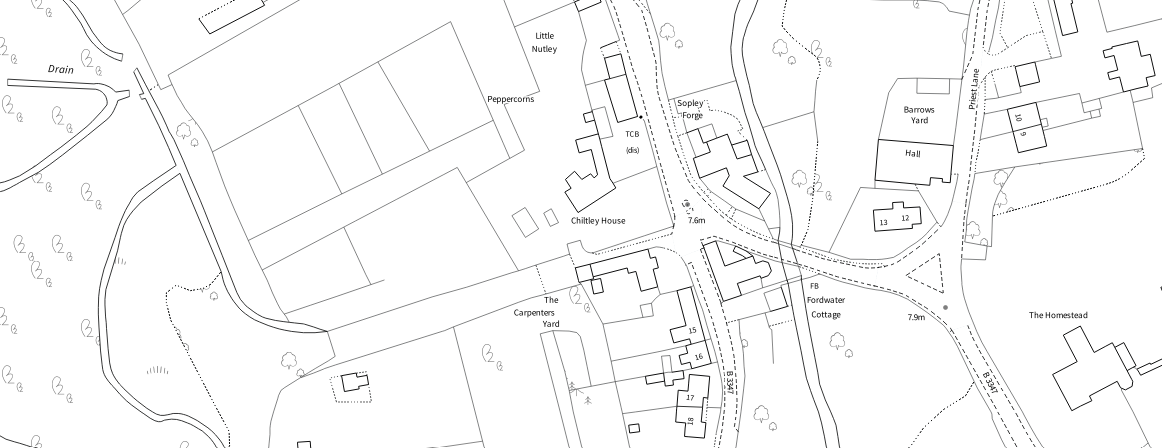 Little
Nutley
Drain
Priest Lane
Peppercorns
Sopley
Forge
Barrows
Yard
10
9
TCB
(dis)
Hall
Chiltley House
7.6m
13
12
FB
Fordwater
Cottage
The
Carpenters
Yard
7.9m
The Homestead
15
16
B 3347
B 3347
17
18